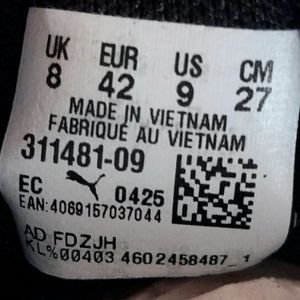 UK EUR US CM
8 42 9 27
MADE IN VIETNAM
FABRIQUÉ AU VIETNAM
311481-09
EC 0425
EAN: 4069157037044
AD:FDZJH
KL%00403 4602458487_1